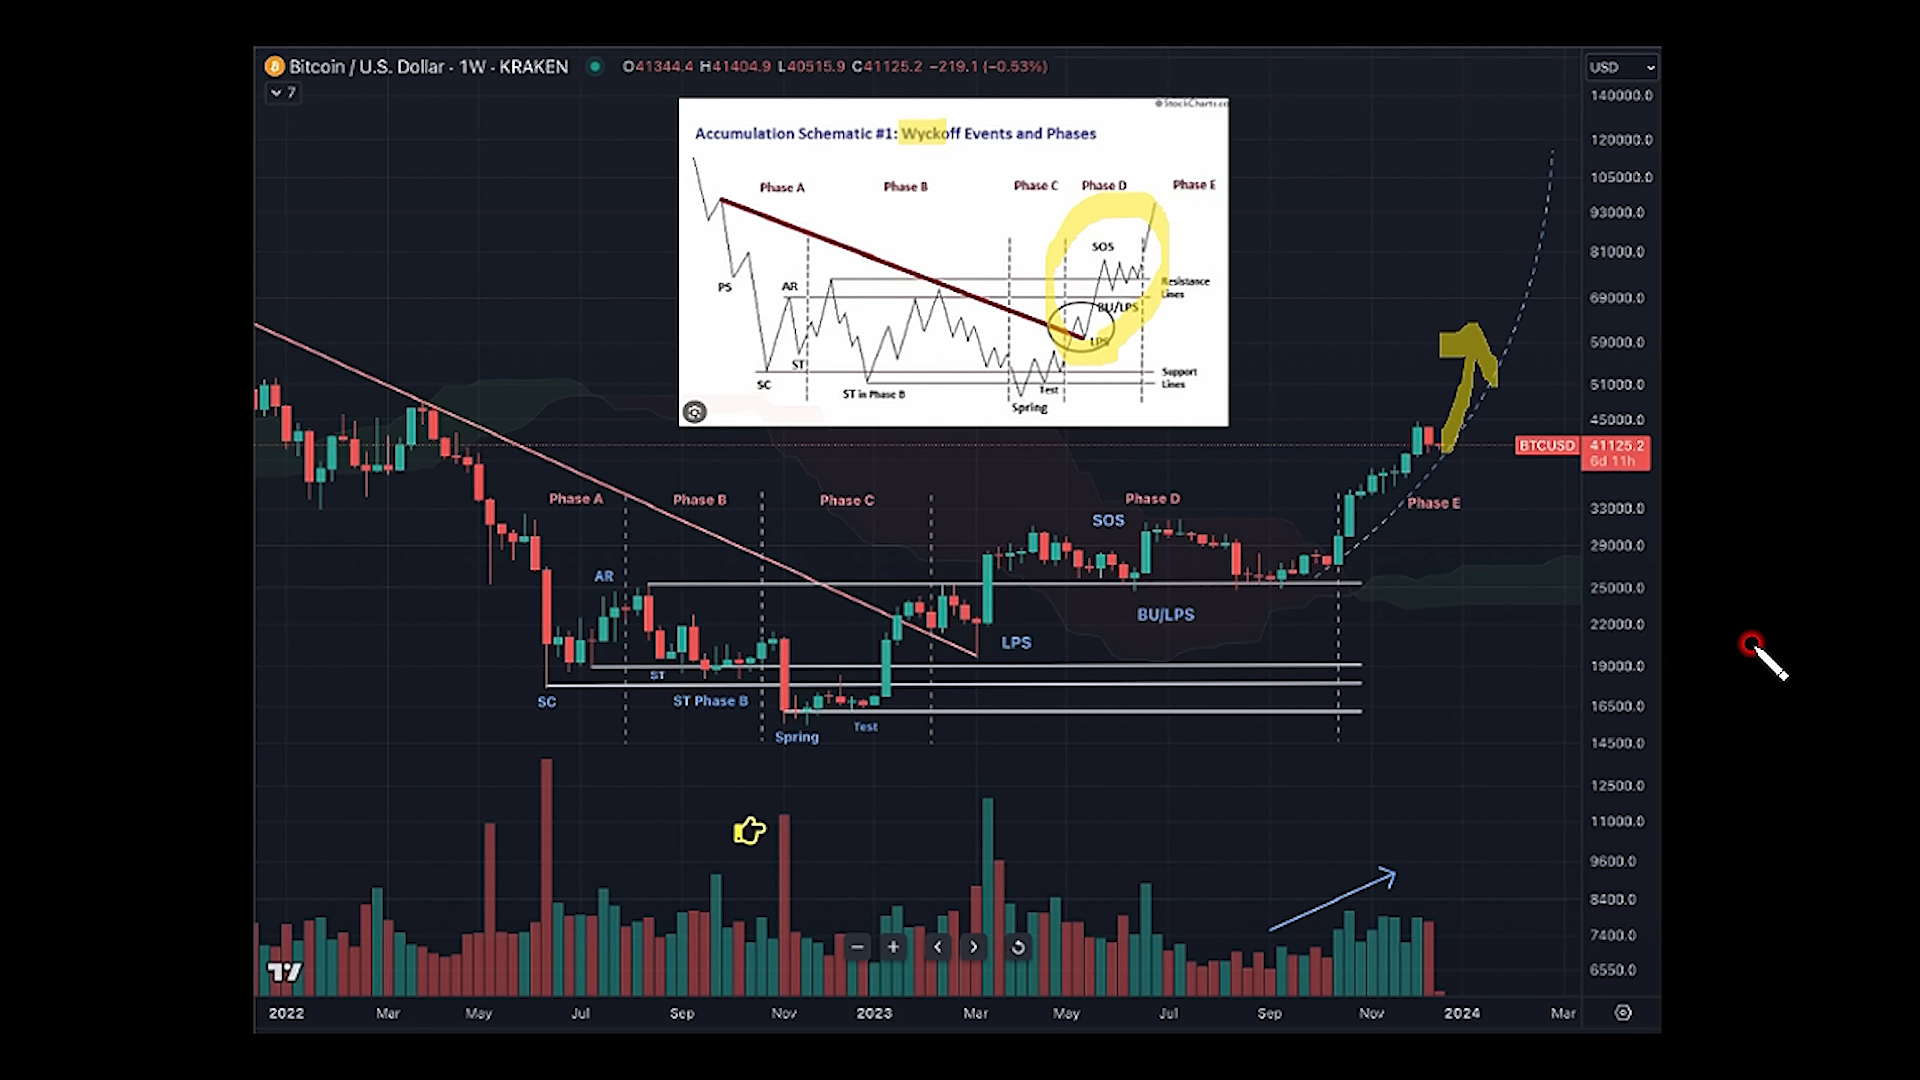 Bitcoin / U.S. Dollar - 1W - KRAKEN O41344.4 H41404.9 L40515.9 C41125.2 −219.1 (−0.53%)
USD
7
Accumulation Schematic #1: Wyckoff Events and Phases
Phase A Phase B Phase C Phase D Phase E
SOS
PS AR Resistance
Lines
BU/LPS
LPS
ST
SC Support
Lines
ST in Phase B Test
Spring
140000.0
120000.0
105000.0
93000.0
81000.0
69000.0
59000.0
51000.0
45000.0
BTCUSD 41125.2
6d 11h
33000.0
29000.0
25000.0
22000.0
19000.0
16500.0
14500.0
12500.0
11000.0
9600.0
8400.0
7400.0
6550.0
Phase A Phase B Phase C Phase D Phase E
SOS
AR
BU/LPS
LPS
ST
SC ST Phase B
Test
Spring
2022 Mar May Jul Sep Nov 2023 Mar May Jul Sep Nov 2024 Mar